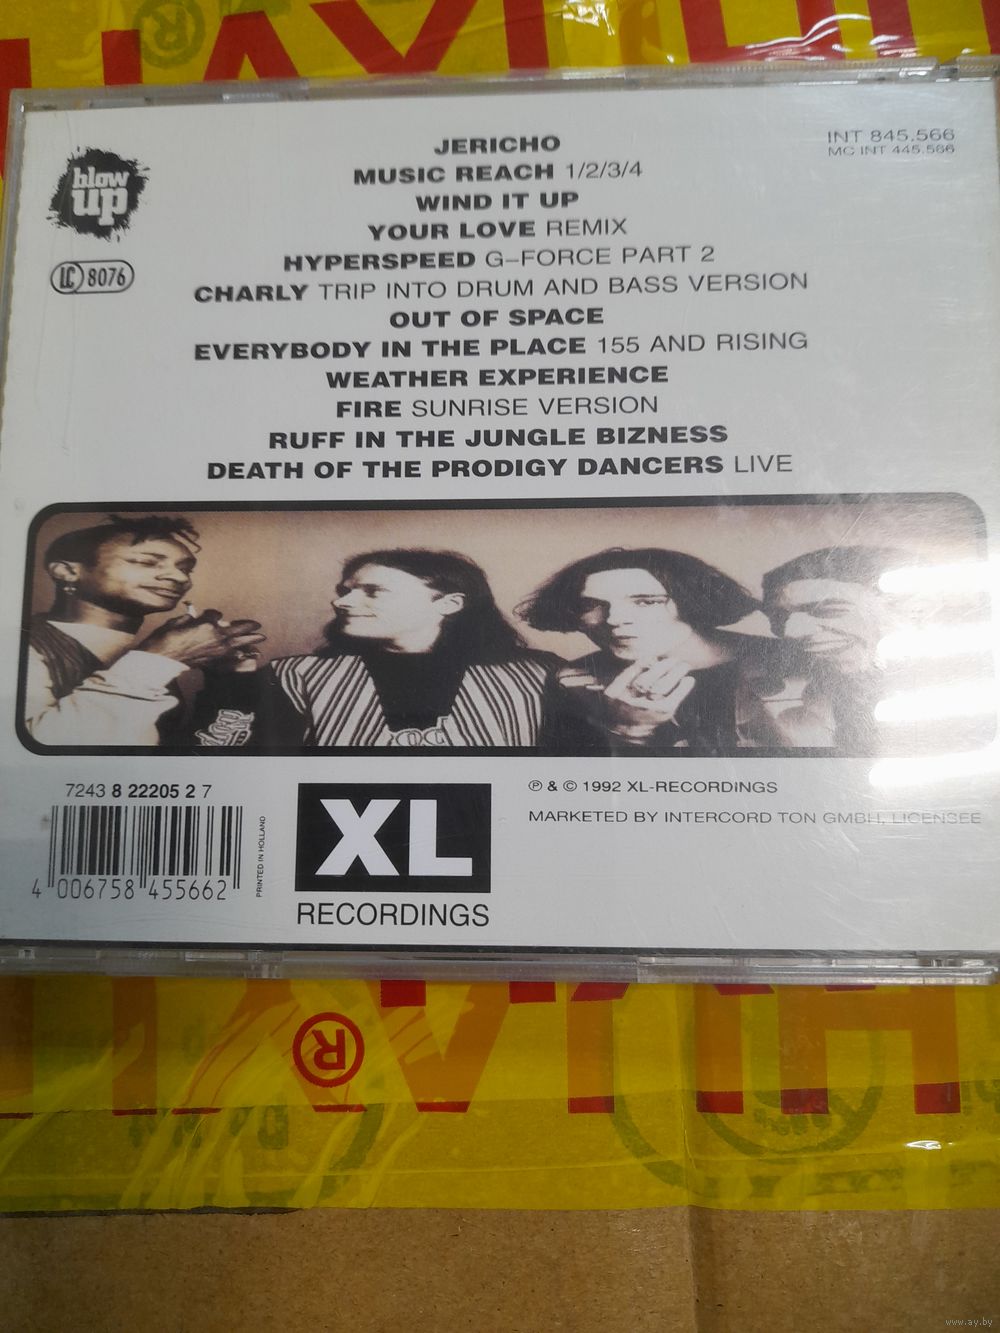 JERICHO
MUSIC REACH 1/2/3/4
WIND IT UP
YOUR LOVE REMIX
HYPERSPEED G-FORCE PART 2
CHARLY TRIP INTO DRUM AND BASS VERSION
OUT OF SPACE
EVERYBODY IN THE PLACE 155 AND RISING
WEATHER EXPERIENCE
FIRE SUNRISE VERSION
RUFF IN THE JUNGLE BIZNESS
DEATH OF THE PRODIGY DANCERS LIVE
INT 845.566
MC INT 445.566
blow
up
LC 8076
7243 8 22205 2 7
4 006758 455662
PRINTED IN HOLLAND
XL
RECORDINGS
℗ & © 1992 XL-RECORDINGS
MARKETED BY INTERCORD TON GMBH, LICENSEE
®
®
www.ay.by